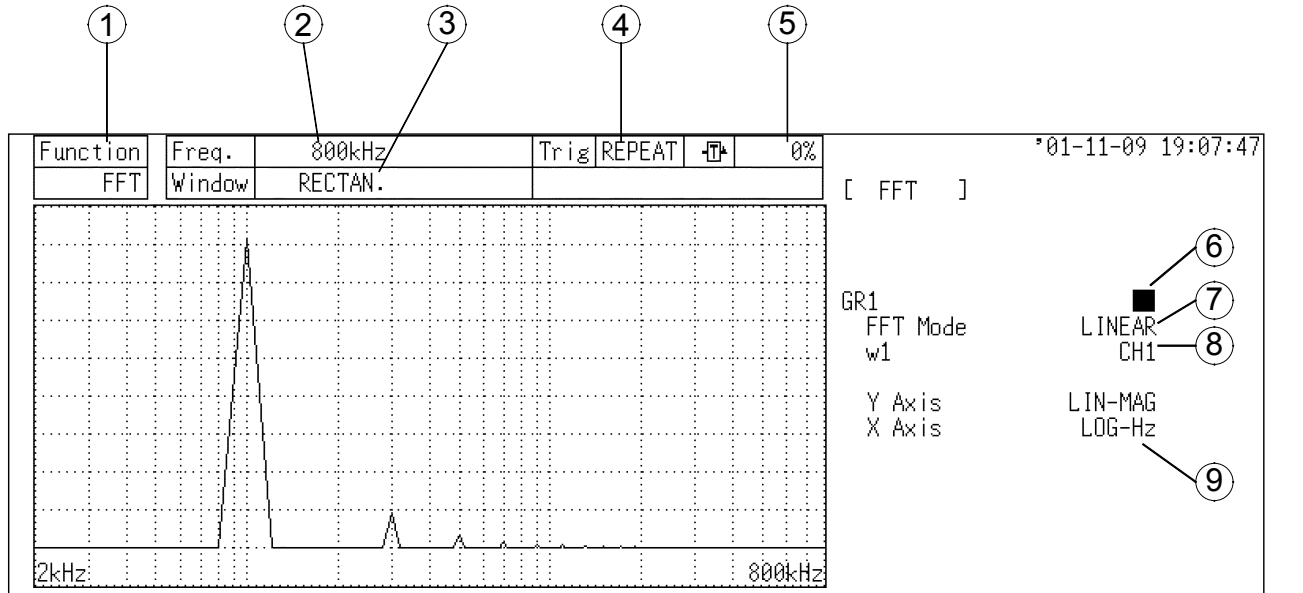 1 2 3 4 5
Function Freq. 800kHz Trig REPEAT T 0% '01-11-09 19:07:47
FFT Window RECTAN.
[ FFT ]
6
GR1 7
FFT Mode LINEAR
w1 CH1 8
Y Axis LIN-MAG
X Axis LOG-Hz
9
2kHz 800kHz